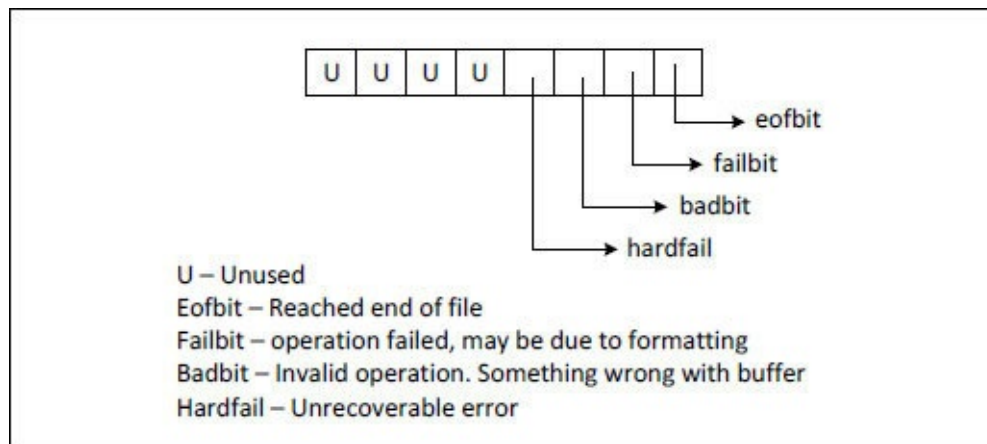 U U U U
eofbit
failbit
badbit
hardfail
U – Unused
Eofbit – Reached end of file
Failbit – operation failed, may be due to formatting
Badbit – Invalid operation. Something wrong with buffer
Hardfail – Unrecoverable error